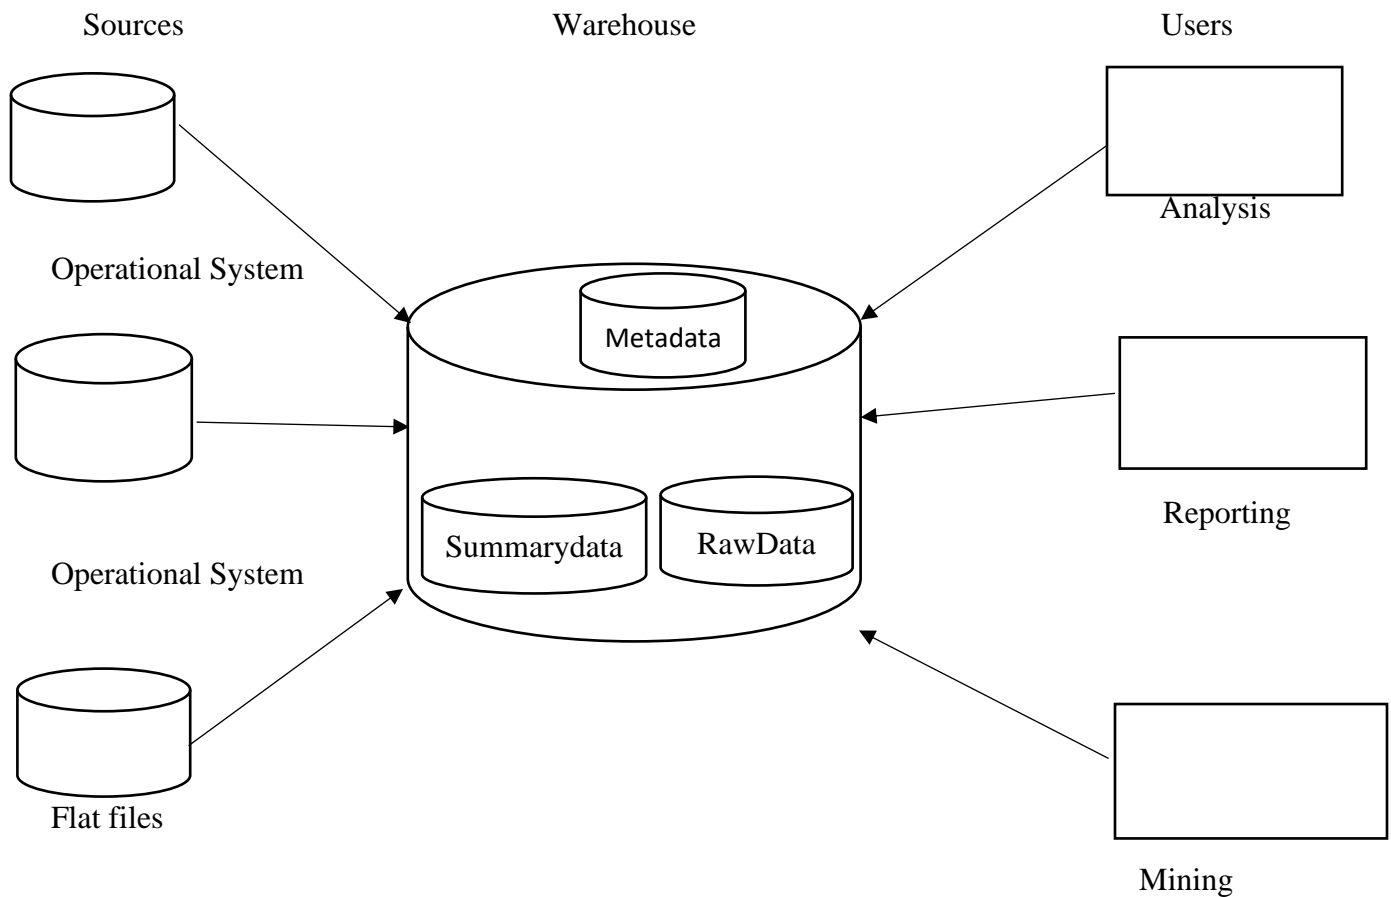 Sources
Warehouse
Users
Analysis
Operational System
Metadata
Reporting
Summarydata
RawData
Operational System
Flat files
Mining